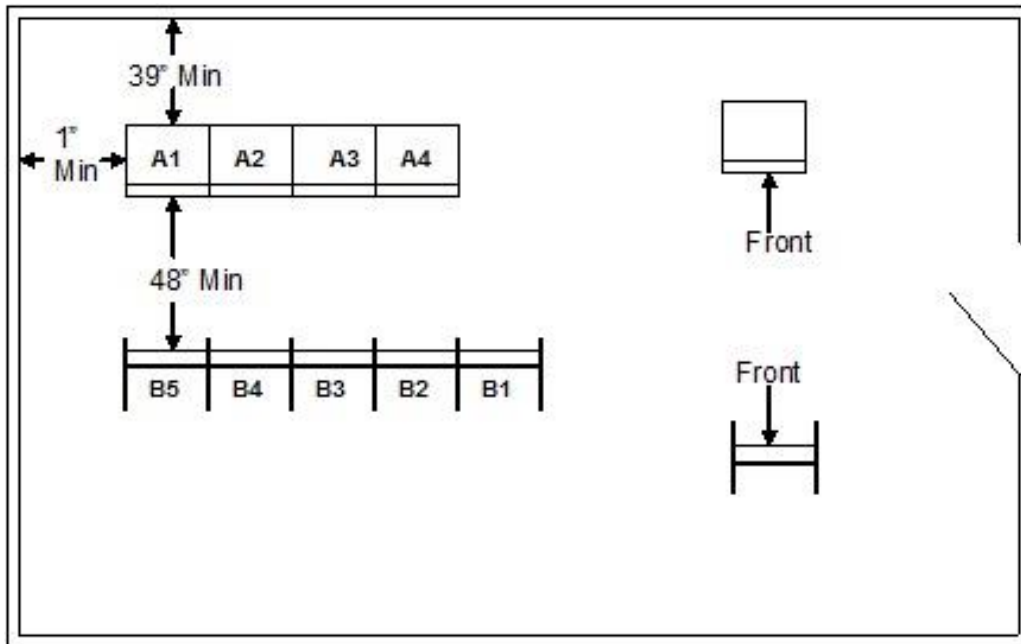 39" Min
1"
Min
A1 A2 A3 A4
Front
48" Min
Front
B5 B4 B3 B2 B1